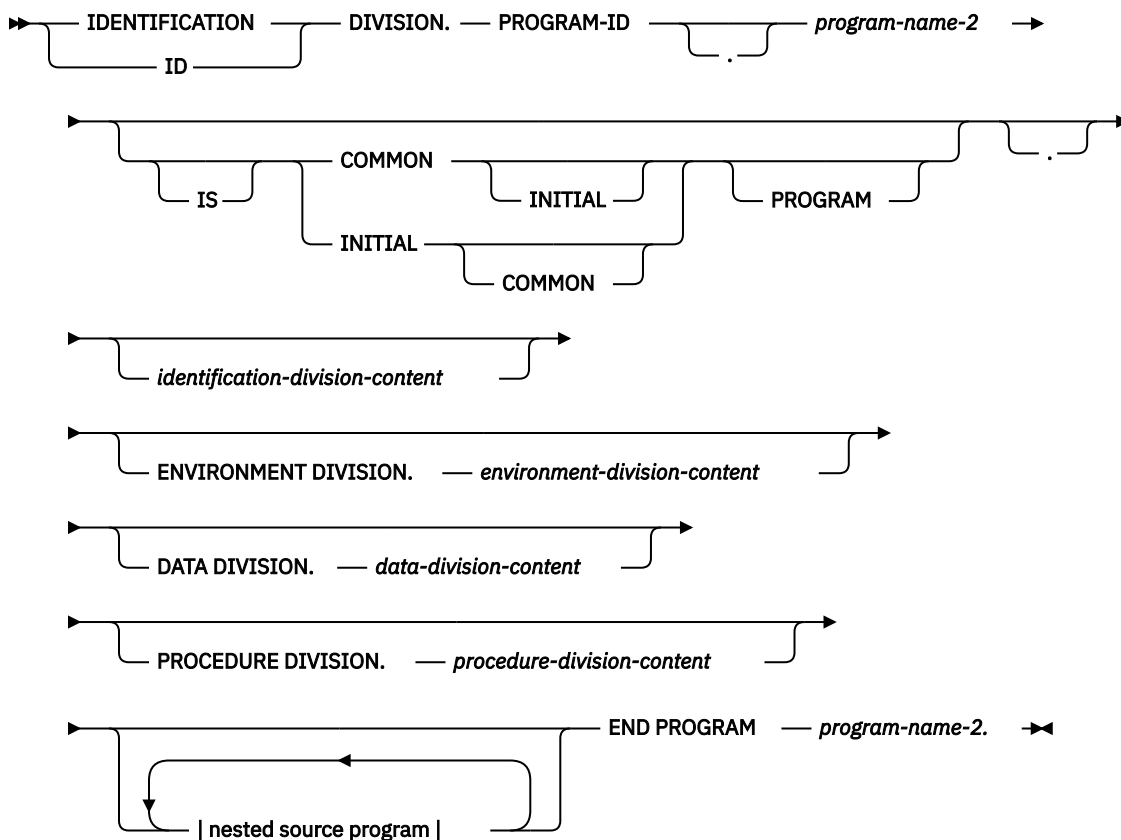 IDENTIFICATION DIVISION. PROGRAM-ID program-name-2
ID .
COMMON .
IS INITIAL PROGRAM
INITIAL
COMMON
identification-division-content
ENVIRONMENT DIVISION. environment-division-content
DATA DIVISION. data-division-content
PROCEDURE DIVISION. procedure-division-content
END PROGRAM program-name-2.
| nested source program |